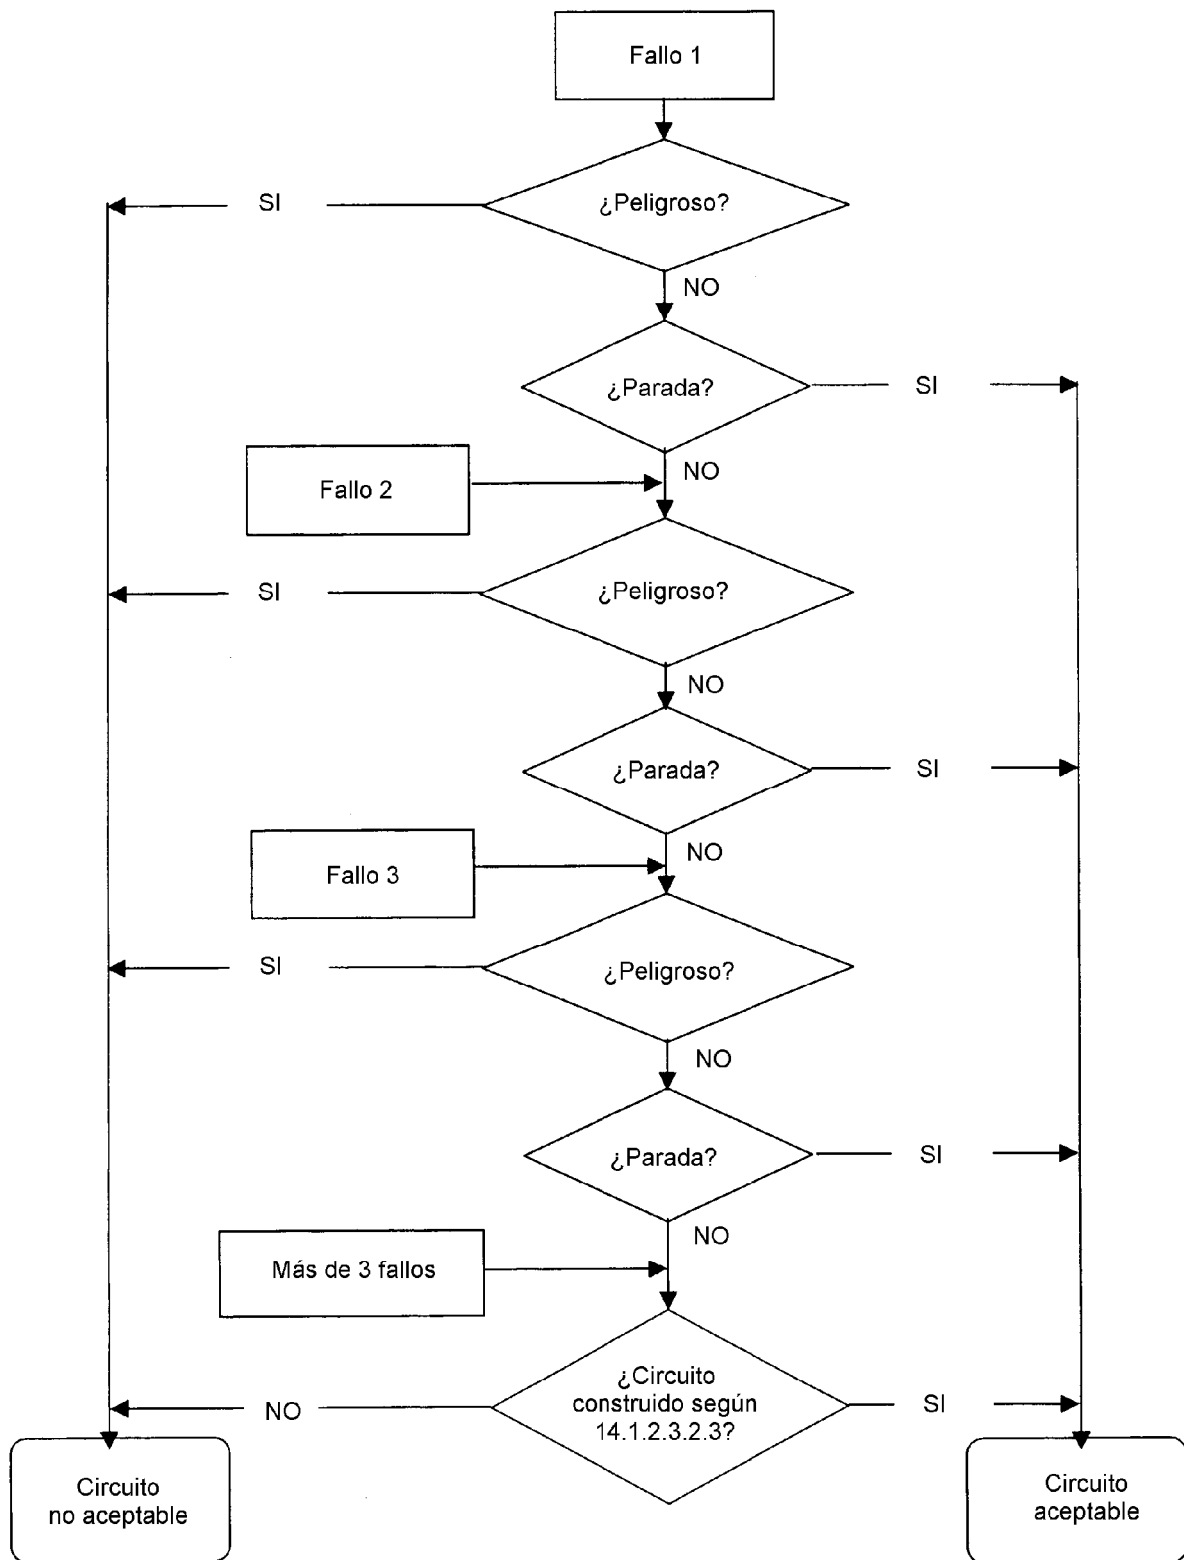 Fallo 1
¿Peligroso?
SI
NO
¿Parada?
SI
NO
Fallo 2
¿Peligroso?
SI
NO
¿Parada?
SI
NO
Fallo 3
¿Peligroso?
SI
NO
¿Parada?
SI
NO
Más de 3 fallos
¿Circuito
construido según
14.1.2.3.2.3?
NO
SI
Circuito
no aceptable
Circuito
aceptable